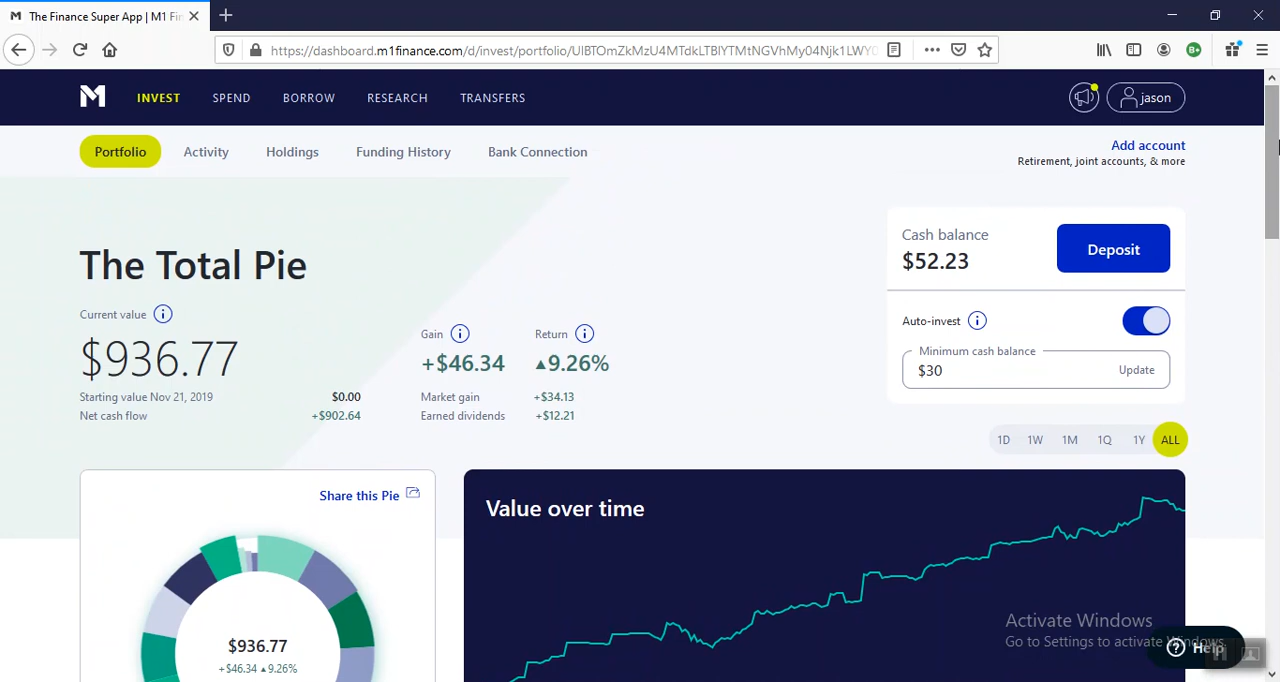 The Finance Super App | M1 Fin
https://dashboard.m1finance.com/d/invest/portfolio/
INVEST
SPEND
BORROW
RESEARCH
TRANSFERS
jason
Portfolio
Activity
Holdings
Funding History
Bank Connection
Add account
Retirement, joint accounts, & more
The Total Pie
Current value
$936.77
Starting value Nov 21, 2019 $0.00
Net cash flow +$902.64
Gain
+$46.34
Return
▲9.26%
Market gain +$34.13
Earned dividends +$12.21
Cash balance
$52.23
Deposit
Auto-invest
Minimum cash balance
$30
Update
1D 1W 1M 1Q 1Y ALL
Share this Pie
$936.77
+$46.34 ▲9.26%
Value over time
Activate Windows
Go to Settings to activate Windows.
Help